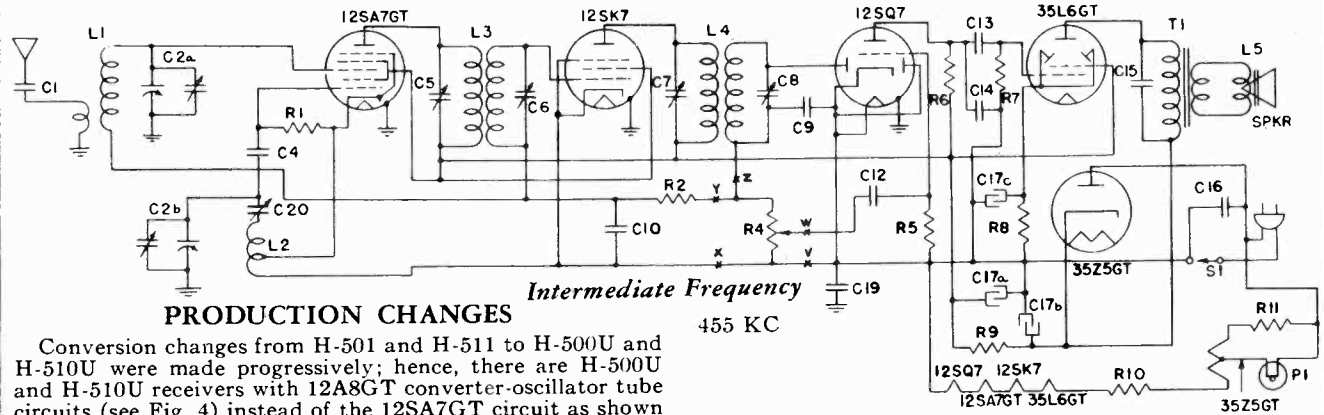 12SA7GT
12SK7
12SQ7
35L6GT
T1
L1
L3
L4
L5
C2a
C1
C5
C6
C7
C8
C9
R6
C13
C14
R7
C15
SPKR
R1
C4
C2b
C20
L2
R2
Y
Z
C10
X
R4
W
V
C12
R5
C17c
R8
C16
35Z5GT
S1
C19
C17a
C17b
R9
Intermediate Frequency
455 KC
R11
12SQ7
12SK7
12SA7GT
35L6GT
R10
P1
35Z5GT
PRODUCTION CHANGES
Conversion changes from H-501 and H-511 to H-500U and
H-510U were made progressively; hence, there are H-500U
and H-510U receivers with 12A8GT converter-oscillator tube
circuits (see Fig. 4) instead of the 12SA7GT circuit as shown